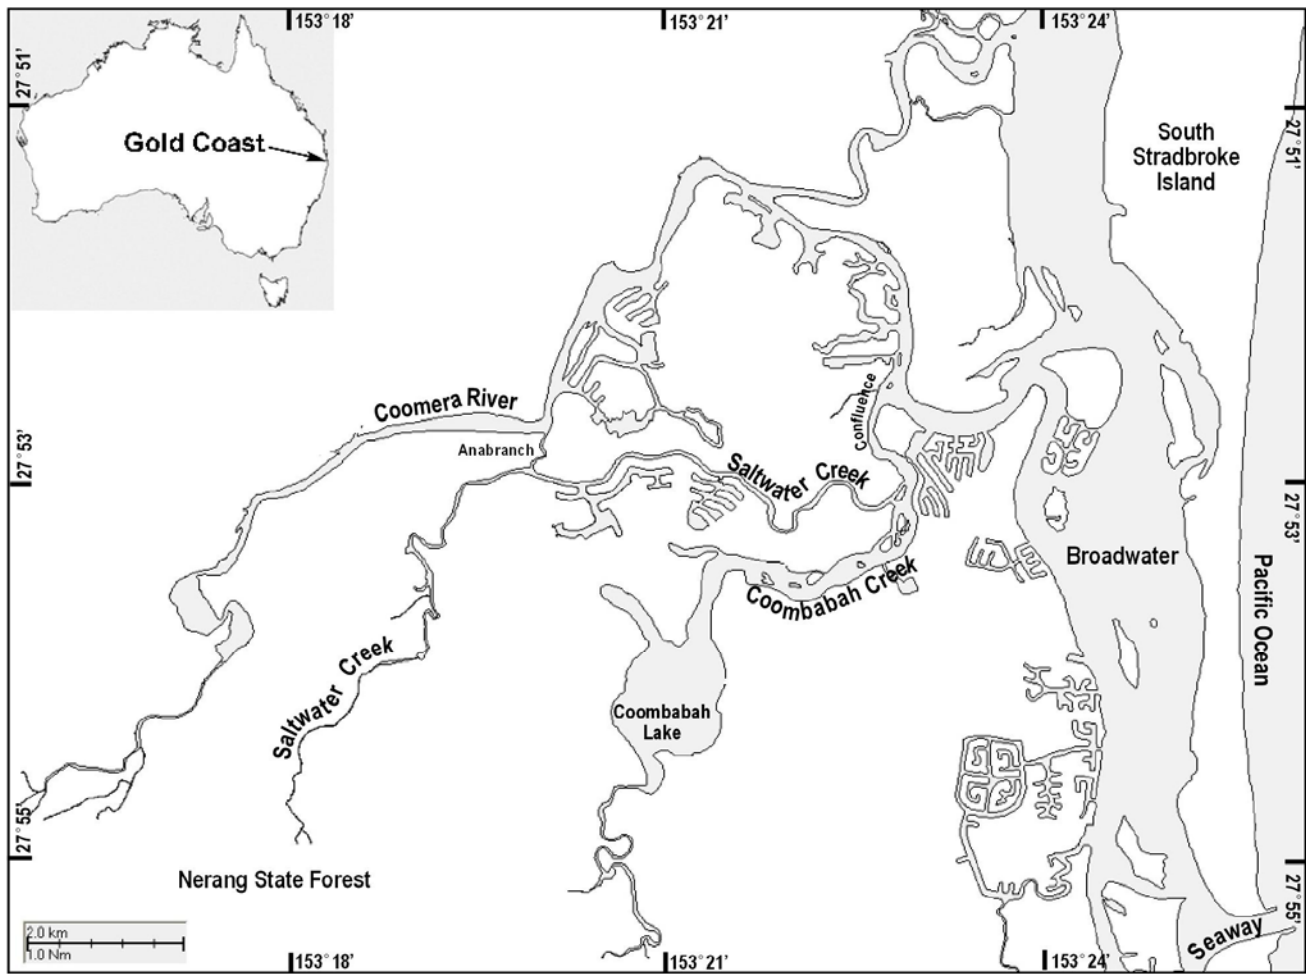 153°18'
153°21'
153°24'
27°51'
27°51'
Gold Coast
South
Stradbroke
Island
Coomera River
Confluence
Anabranch
27°53'
Saltwater Creek
27°53'
Broadwater
Coombabah Creek
Pacific Ocean
Saltwater Creek
Coombabah
Lake
27°55'
Nerang State Forest
27°55'
2.0 km
1.0 Nm
Seaway
153°18'
153°21'
153°24'